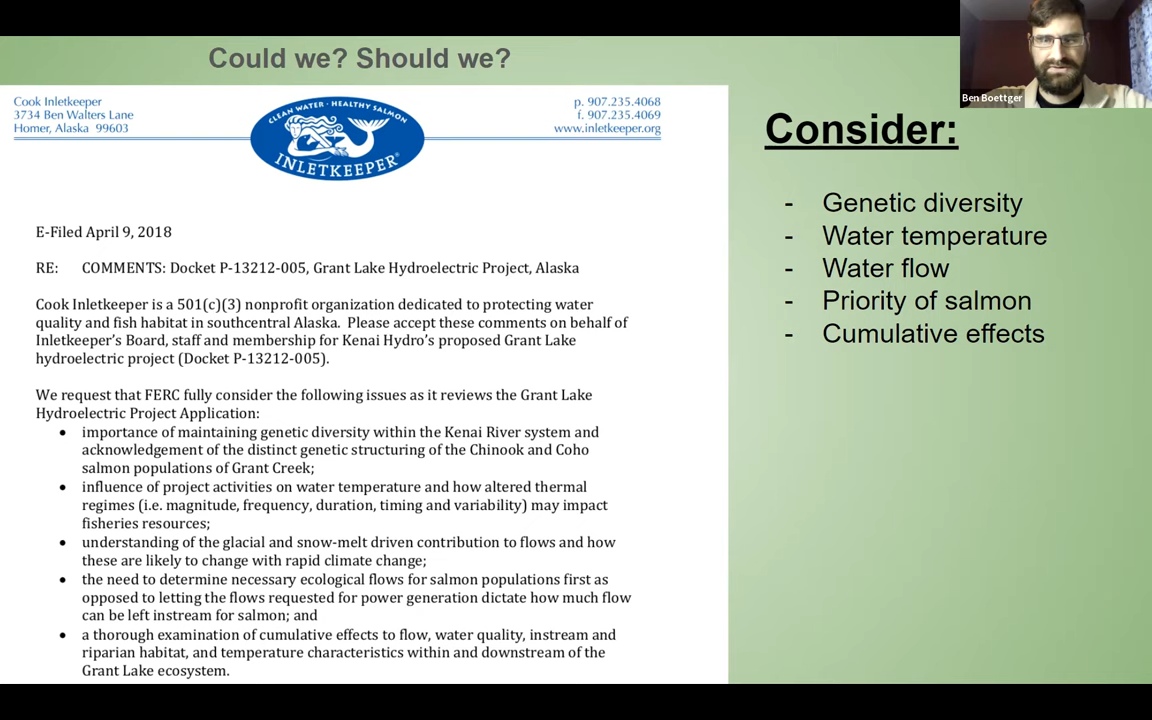 Could we? Should we?
Ben Boettger
Cook Inletkeeper
3734 Ben Walters Lane
Homer, Alaska  99603
CLEAN WATER · HEALTHY SALMON
INLETKEEPER®
p. 907.235.4068
f. 907.235.4069
www.inletkeeper.org
E-Filed April 9, 2018
RE: COMMENTS: Docket P-13212-005, Grant Lake Hydroelectric Project, Alaska
Cook Inletkeeper is a 501(c)(3) nonprofit organization dedicated to protecting water
quality and fish habitat in southcentral Alaska.  Please accept these comments on behalf of
Inletkeeper’s Board, staff and membership for Kenai Hydro’s proposed Grant Lake
hydroelectric project (Docket P-13212-005).
We request that FERC fully consider the following issues as it reviews the Grant Lake
Hydroelectric Project Application:
• importance of maintaining genetic diversity within the Kenai River system and
acknowledgement of the distinct genetic structuring of the Chinook and Coho
salmon populations of Grant Creek;
• influence of project activities on water temperature and how altered thermal
regimes (i.e. magnitude, frequency, duration, timing and variability) may impact
fisheries resources;
• understanding of the glacial and snow-melt driven contribution to flows and how
these are likely to change with rapid climate change;
• the need to determine necessary ecological flows for salmon populations first as
opposed to letting the flows requested for power generation dictate how much flow
can be left instream for salmon; and
• a thorough examination of cumulative effects to flow, water quality, instream and
riparian habitat, and temperature characteristics within and downstream of the
Grant Lake ecosystem.
Consider:
- Genetic diversity
- Water temperature
- Water flow
- Priority of salmon
- Cumulative effects